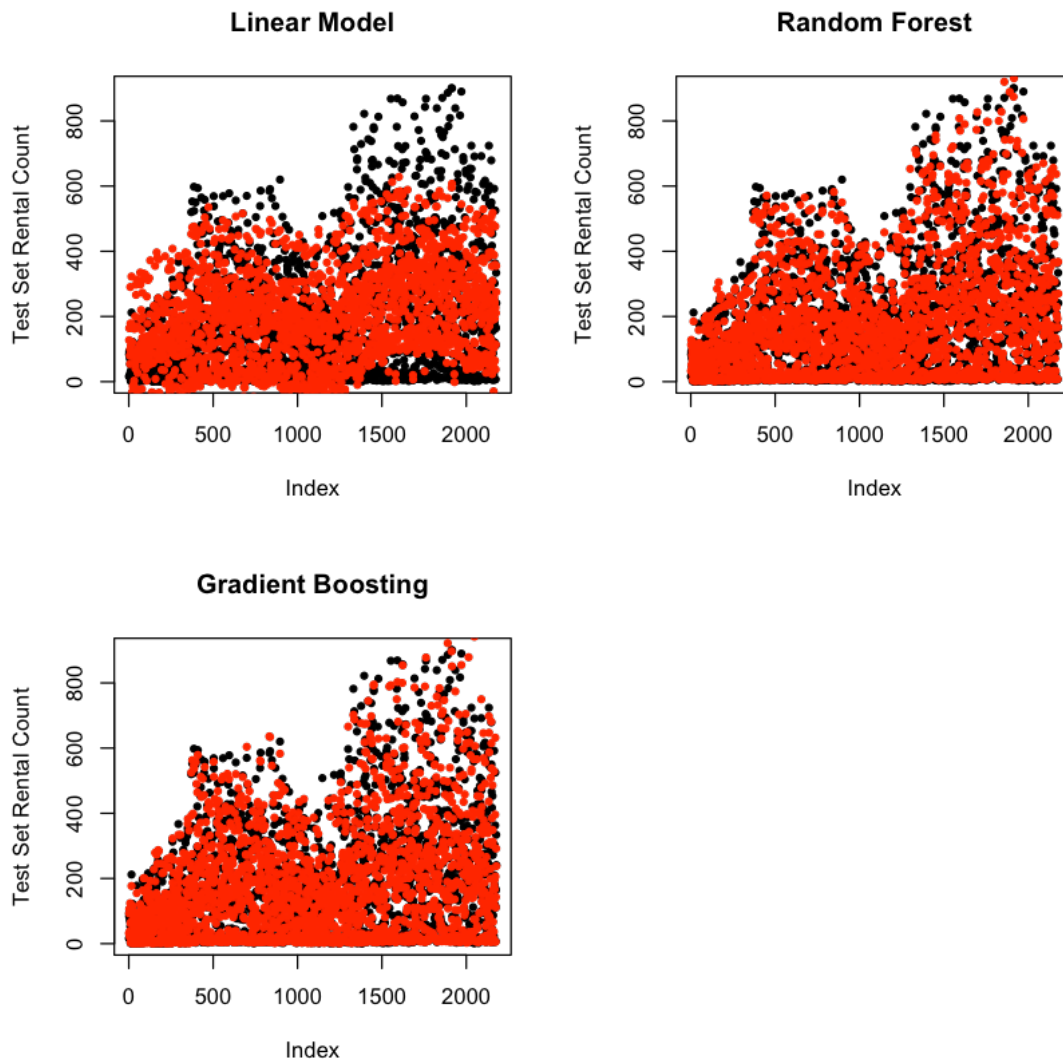 Linear Model
Test Set Rental Count
0 200 400 600 800
0 500 1000 1500 2000
Index
Random Forest
Test Set Rental Count
0 200 400 600 800
0 500 1000 1500 2000
Index
Gradient Boosting
Test Set Rental Count
0 200 400 600 800
0 500 1000 1500 2000
Index